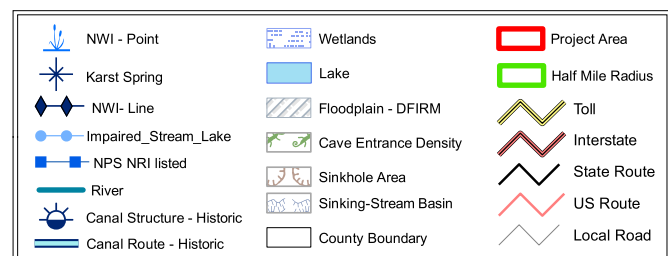 NWI - Point
Karst Spring
NWI- Line
Impaired_Stream_Lake
NPS NRI listed
River
Canal Structure - Historic
Canal Route - Historic
Wetlands
Lake
Floodplain - DFIRM
Cave Entrance Density
Sinkhole Area
Sinking-Stream Basin
County Boundary
Project Area
Half Mile Radius
Toll
Interstate
State Route
US Route
Local Road